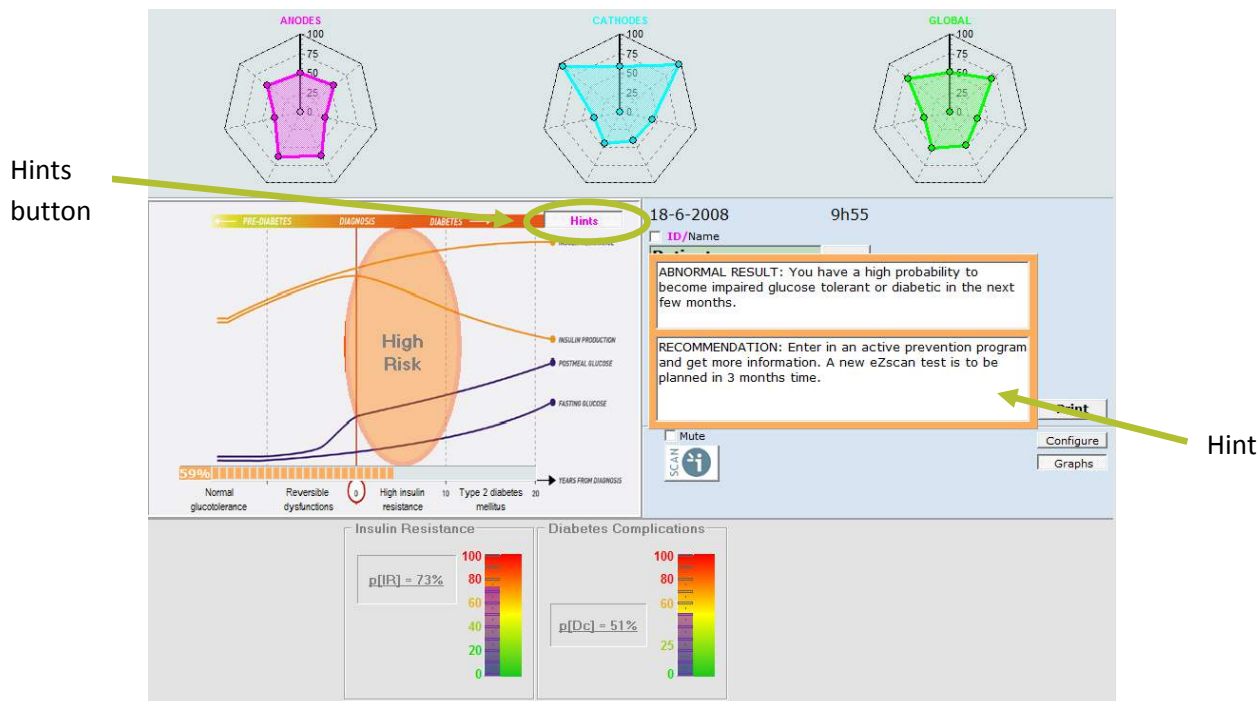 ANODES
100
75
50
25
0
CATHODES
100
75
50
25
0
GLOBAL
100
75
50
25
0
Hints
button
PRE-DIABETES
DIAGNOSIS
DIABETES
Hints
INSULIN PRODUCTION
POSTMEAL GLUCOSE
FASTING GLUCOSE
High
Risk
59%
YEARS FROM DIAGNOSIS
Normal
glucotolerance
Reversible
dysfunctions
0
High insulin
resistance
10
Type 2 diabetes
mellitus
20
18-6-2008 9h55
ID/Name
ABNORMAL RESULT: You have a high probability to
become impaired glucose tolerant or diabetic in the next
few months.
RECOMMENDATION: Enter in an active prevention program
and get more information. A new eZscan test is to be
planned in 3 months time.
Print
Mute
SCAN
Configure
Graphs
Hint
Insulin Resistance
p[IR] = 73%
100
80
60
40
20
0
Diabetes Complications
p[Dc] = 51%
100
80
60
25
0